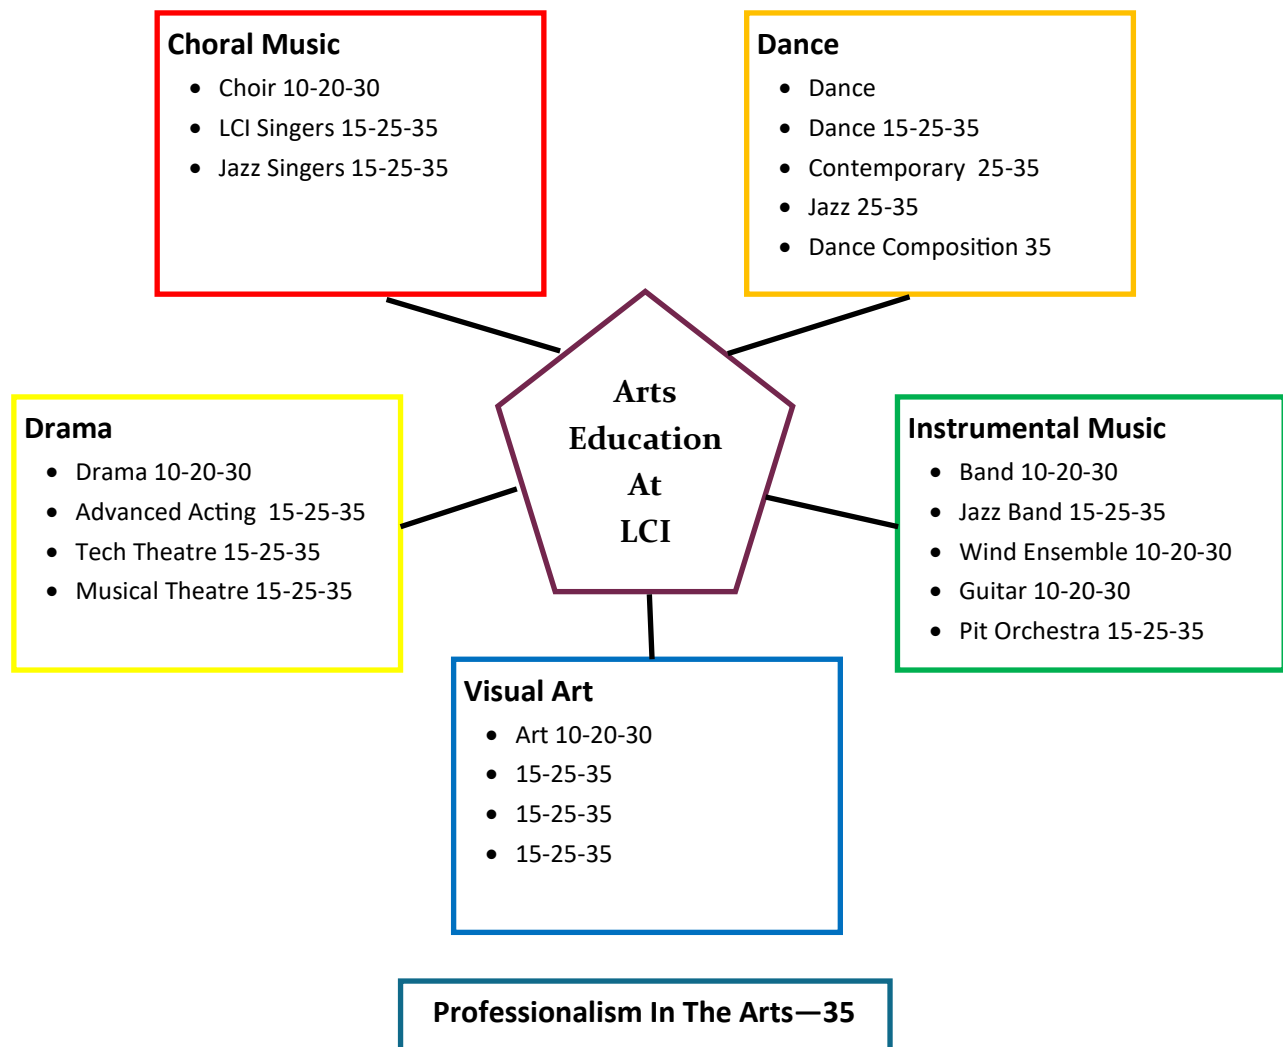 Choral Music
• Choir 10-20-30
• LCI Singers 15-25-35
• Jazz Singers 15-25-35
Dance
• Dance
• Dance 15-25-35
• Contemporary  25-35
• Jazz 25-35
• Dance Composition 35
Arts
Education
At
LCI
Drama
• Drama 10-20-30
• Advanced Acting  15-25-35
• Tech Theatre 15-25-35
• Musical Theatre 15-25-35
Instrumental Music
• Band 10-20-30
• Jazz Band 15-25-35
• Wind Ensemble 10-20-30
• Guitar 10-20-30
• Pit Orchestra 15-25-35
Visual Art
• Art 10-20-30
• 15-25-35
• 15-25-35
• 15-25-35
Professionalism In The Arts—35